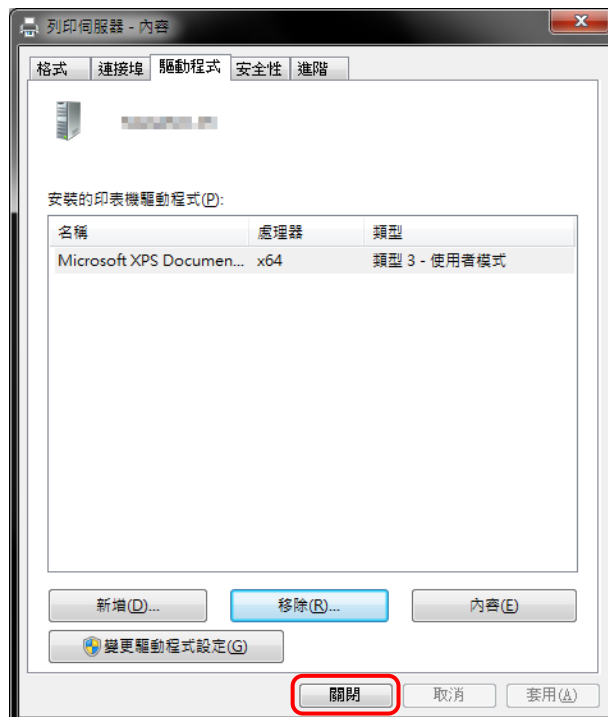 列印伺服器 - 內容
格式 連接埠 驅動程式 安全性 進階
安裝的印表機驅動程式(P):
名稱 處理器 類型
Microsoft XPS Documen... x64 類型 3 - 使用者模式
新增(D)... 移除(R)... 內容(E)
變更驅動程式設定(G)
關閉 取消 套用(A)